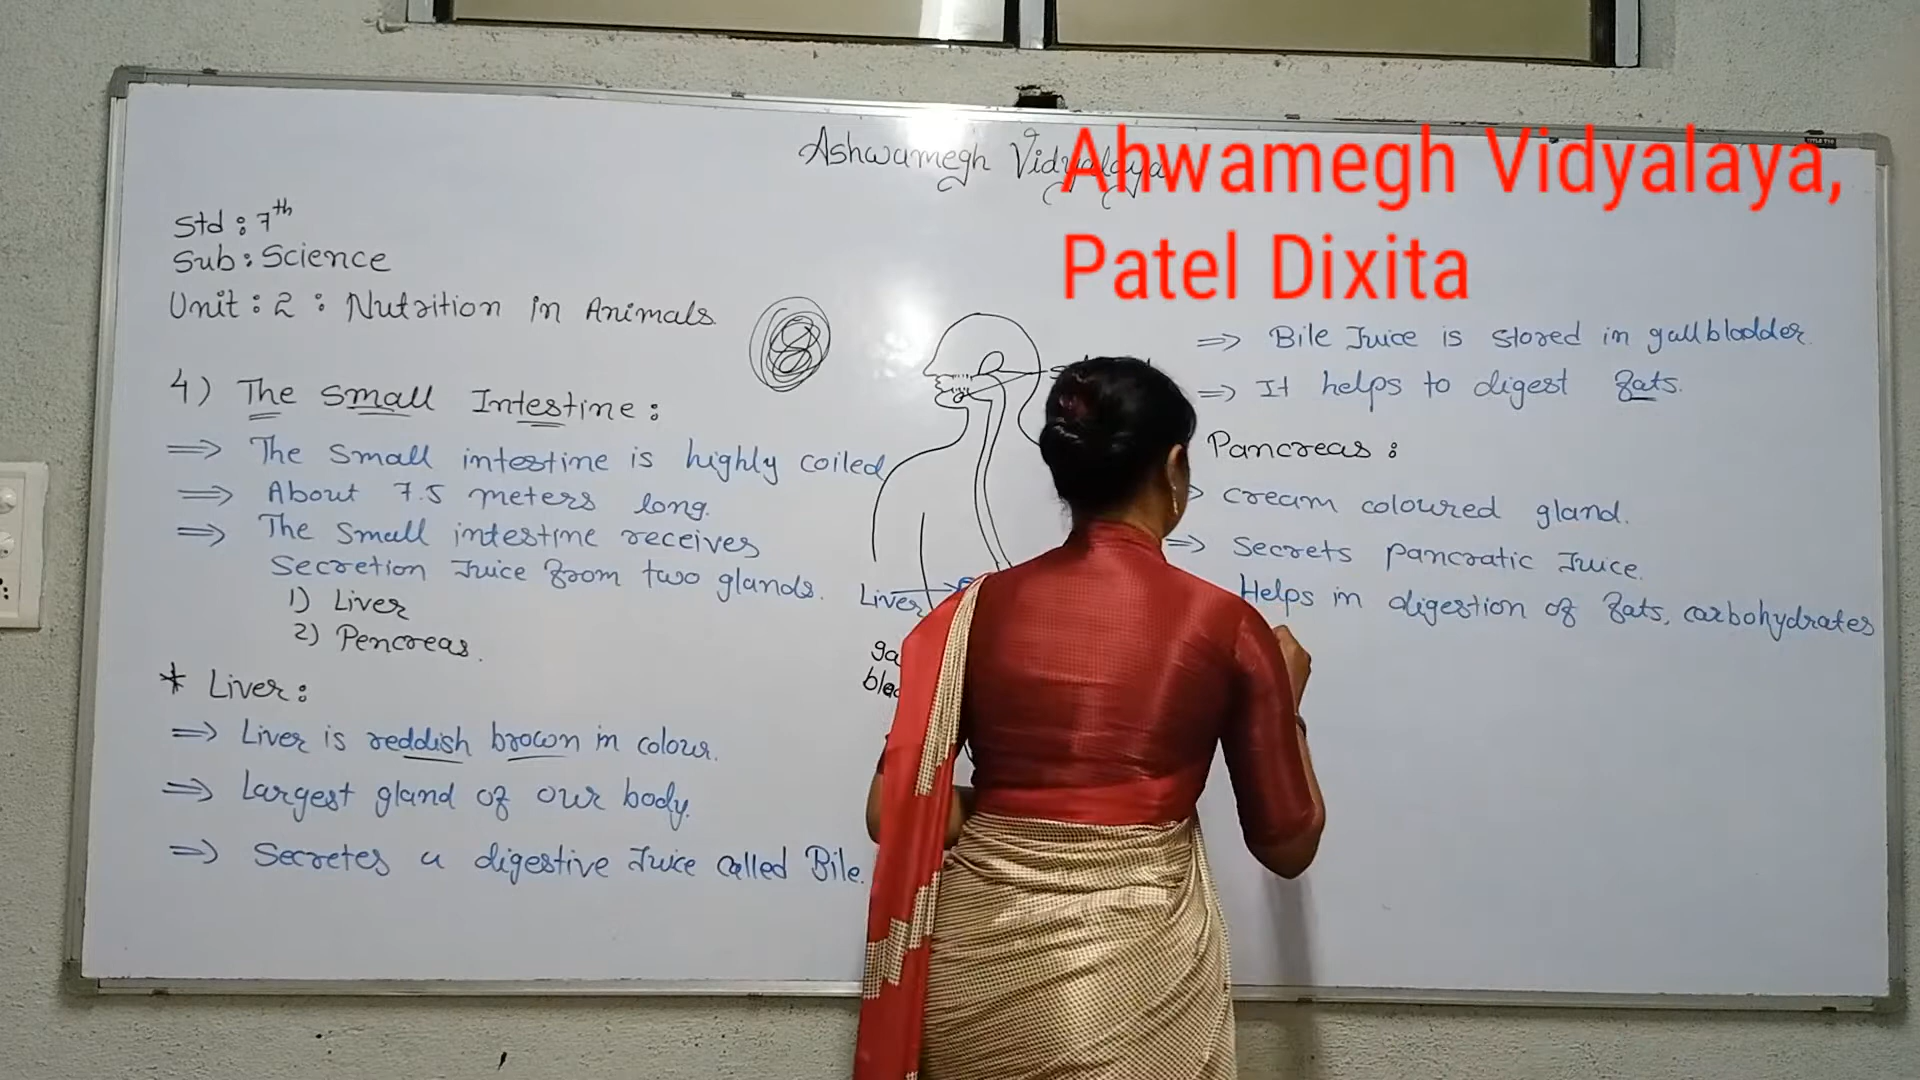 Ashwamegh Vidyalaya
Ahwamegh Vidyalaya,
Patel Dixita
Std : 7th
Sub : Science
Unit : 2 : Nutrition in Animals
4) The Small Intestine :
⇒ The small intestine is highly coiled
⇒ About 7.5 meters long.
⇒ The small intestine receives
Secretion Juice from two glands.
1) Liver
2) Pencreas.
* Liver :
⇒ Liver is reddish brown in colour.
⇒ Largest gland of our body.
⇒ Secretes a digestive Juice called Bile.
Liver
⇒ Bile Juice is stored in gallbladder
⇒ It helps to digest fats.
Pancreas :
⇒ cream coloured gland.
⇒ Secrets pancratic Juice.
Helps in digestion of fats, carbohydrates